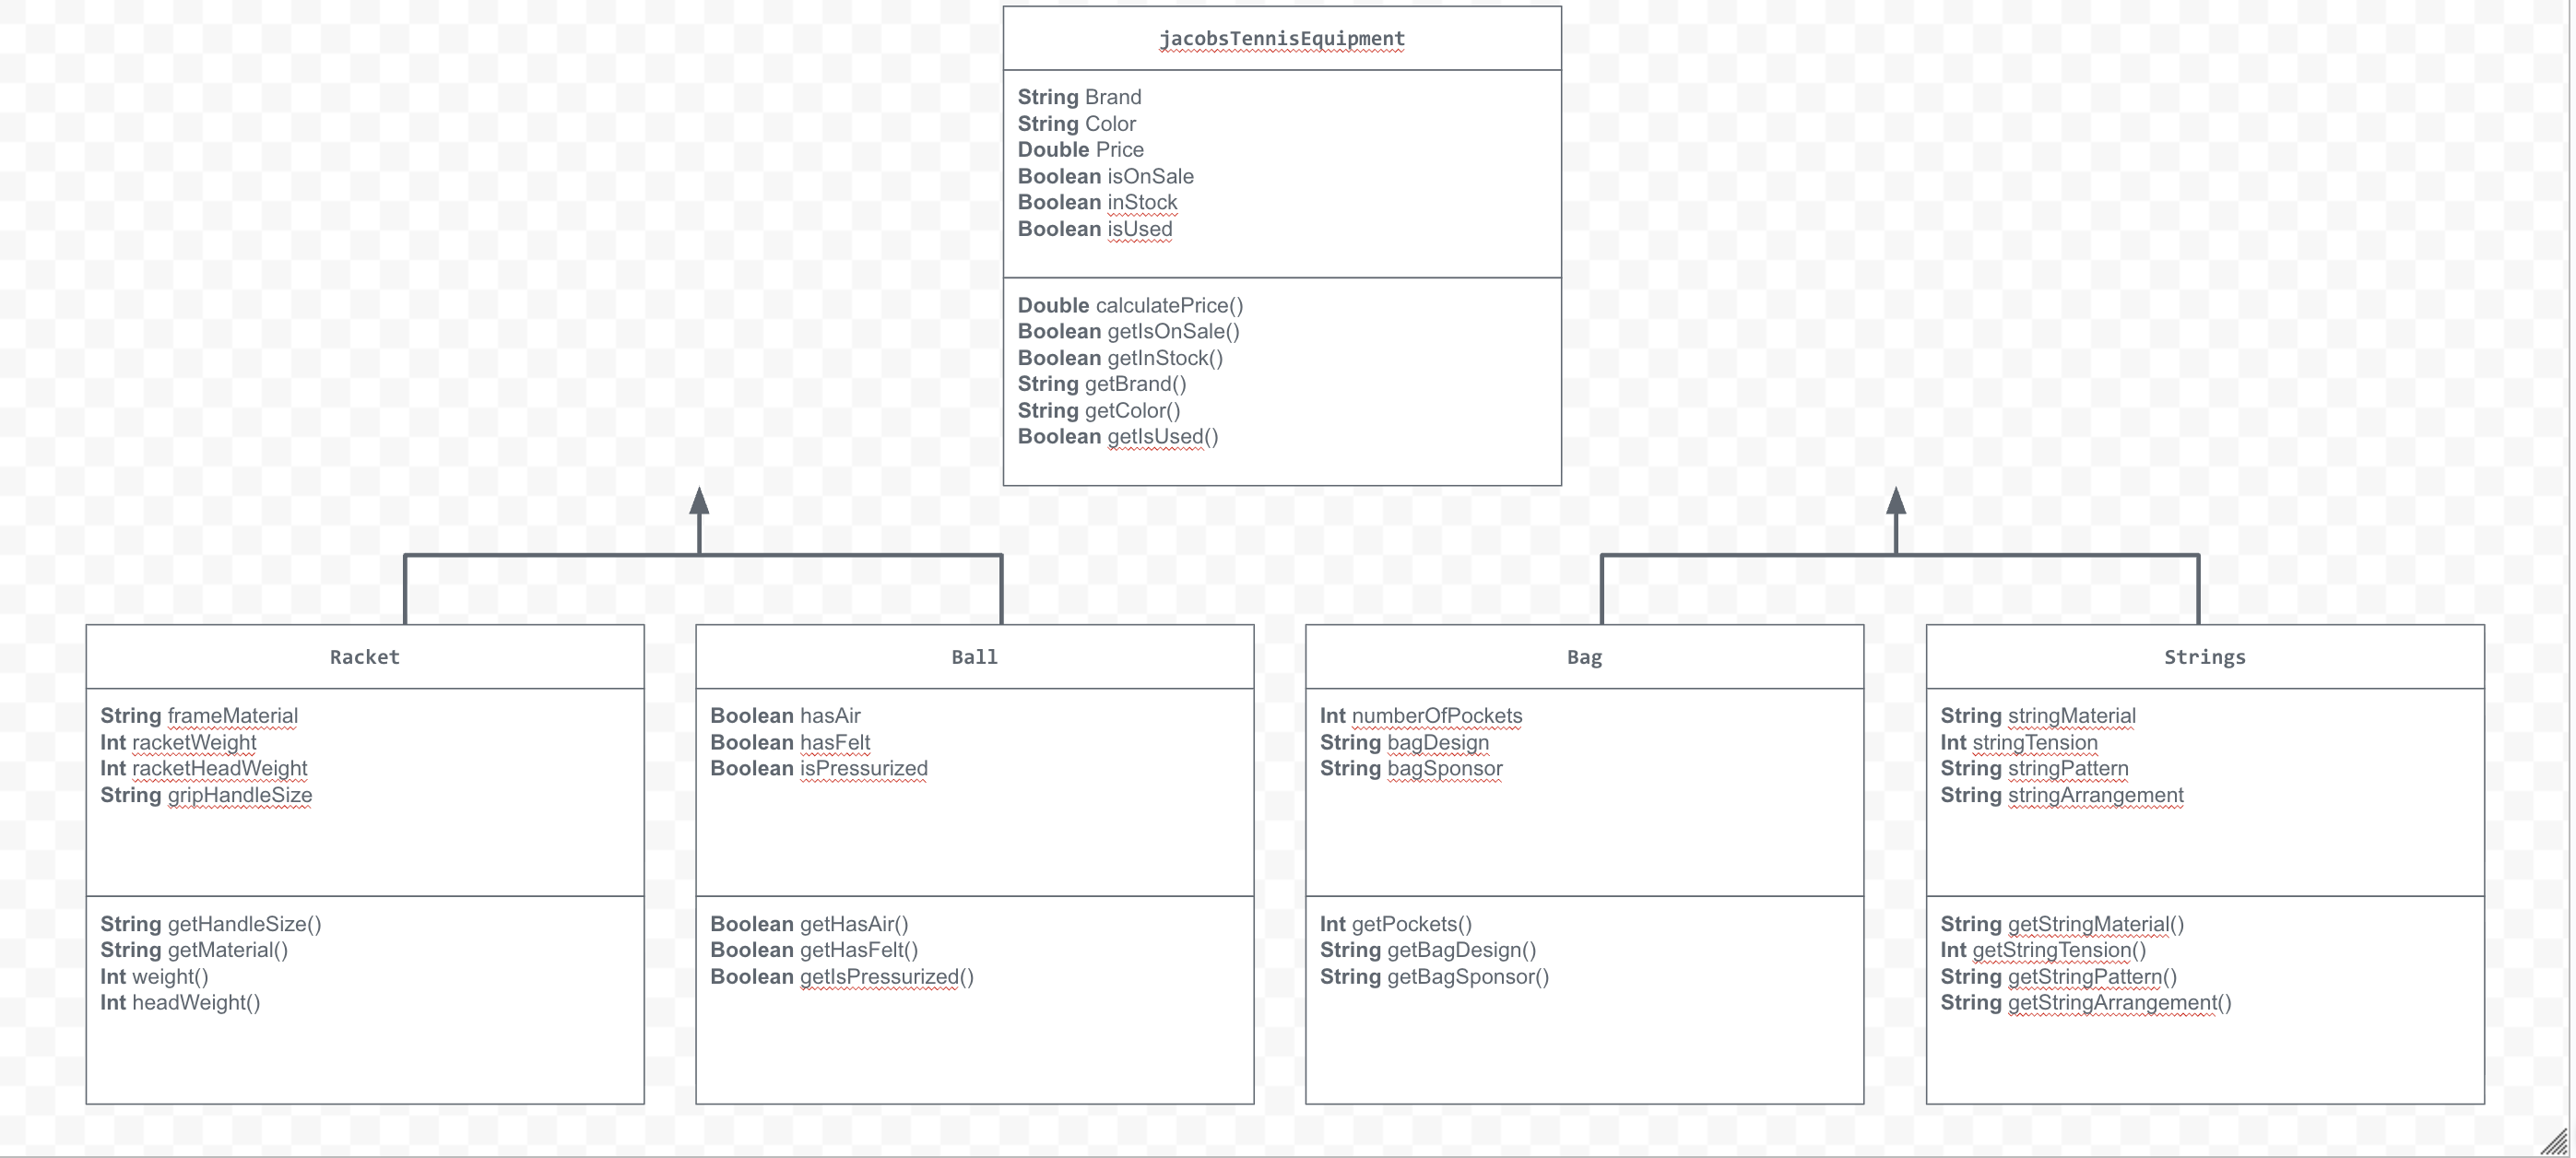 jacobsTennisEquipment
String Brand
String Color
Double Price
Boolean isOnSale
Boolean inStock
Boolean isUsed
Double calculatePrice()
Boolean getIsOnSale()
Boolean getInStock()
String getBrand()
String getColor()
Boolean getIsUsed()
Racket
String frameMaterial
Int racketWeight
Int racketHeadWeight
String gripHandleSize
String getHandleSize()
String getMaterial()
Int weight()
Int headWeight()
Ball
Boolean hasAir
Boolean hasFelt
Boolean isPressurized
Boolean getHasAir()
Boolean getHasFelt()
Boolean getIsPressurized()
Bag
Int numberOfPockets
String bagDesign
String bagSponsor
Int getPockets()
String getBagDesign()
String getBagSponsor()
Strings
String stringMaterial
Int stringTension
String stringPattern
String stringArrangement
String getStringMaterial()
Int getStringTension()
String getStringPattern()
String getStringArrangement()